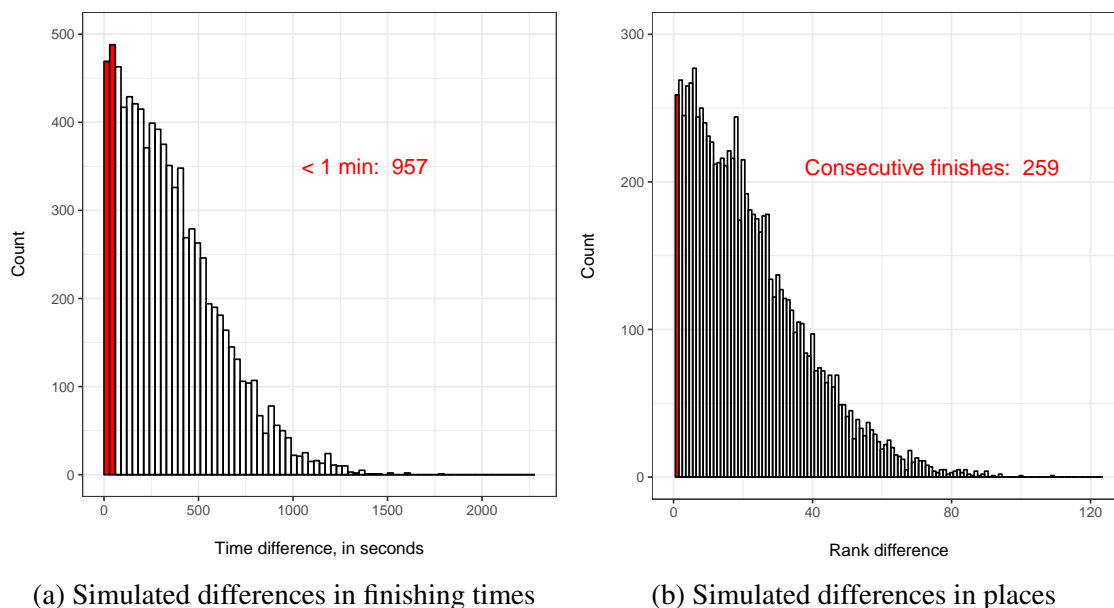 500
400
300
200
100
0
Count
< 1 min: 957
0 500 1000 1500 2000
Time difference, in seconds
(a) Simulated differences in finishing times
300
200
100
0
Count
Consecutive finishes: 259
0 40 80 120
Rank difference
(b) Simulated differences in places